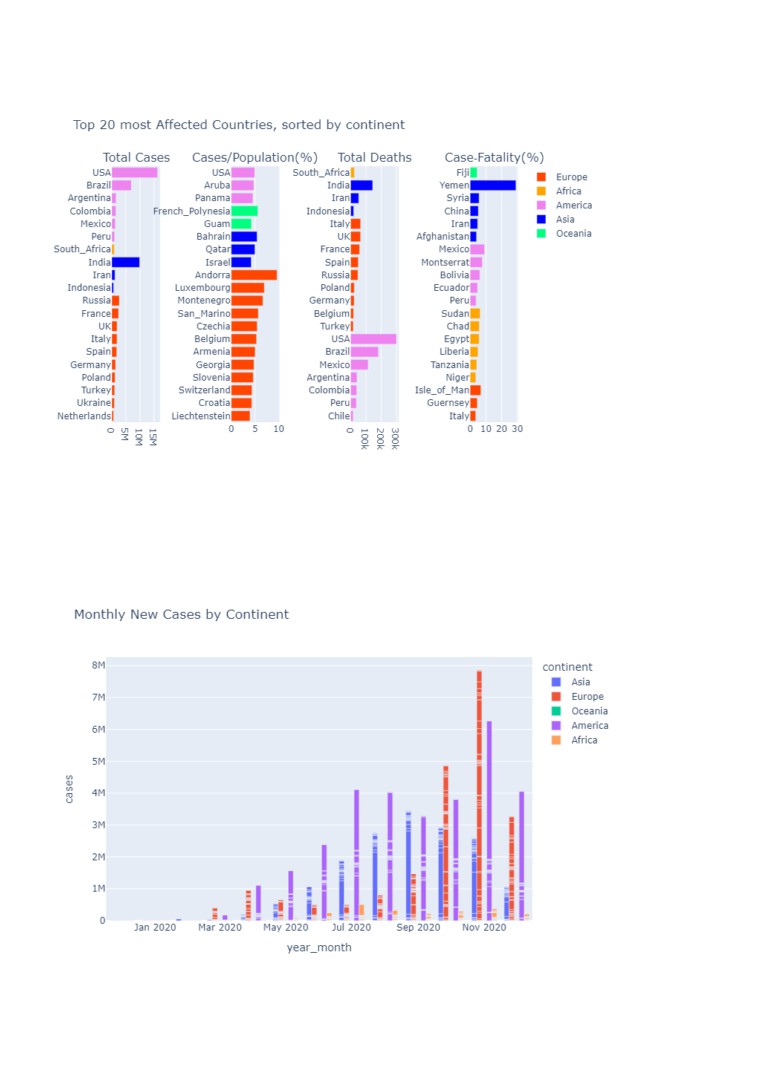 Top 20 most Affected Countries, sorted by continent
Total Cases
USA
Brazil
Argentina
Colombia
Mexico
Peru
South_Africa
India
Iran
Indonesia
Russia
France
UK
Italy
Spain
Germany
Poland
Turkey
Ukraine
Netherlands
0
5M
10M
15M
Cases/Population(%)
USA
Aruba
Panama
French_Polynesia
Guam
Bahrain
Qatar
Israel
Andorra
Luxembourg
Montenegro
San_Marino
Czechia
Belgium
Armenia
Georgia
Slovenia
Switzerland
Croatia
Liechtenstein
0
5
10
Total Deaths
South_Africa
India
Iran
Indonesia
Italy
UK
France
Spain
Russia
Poland
Germany
Belgium
Turkey
USA
Brazil
Mexico
Argentina
Colombia
Peru
Chile
0
100k
200k
300k
Case-Fatality(%)
Fiji
Yemen
Syria
China
Iran
Afghanistan
Mexico
Montserrat
Bolivia
Ecuador
Peru
Sudan
Chad
Egypt
Liberia
Tanzania
Niger
Isle_of_Man
Guernsey
Italy
0
10
20
30
Europe
Africa
America
Asia
Oceania
Monthly New Cases by Continent
8M
7M
6M
5M
4M
3M
2M
1M
0
cases
Jan 2020
Mar 2020
May 2020
Jul 2020
Sep 2020
Nov 2020
year_month
continent
Asia
Europe
Oceania
America
Africa